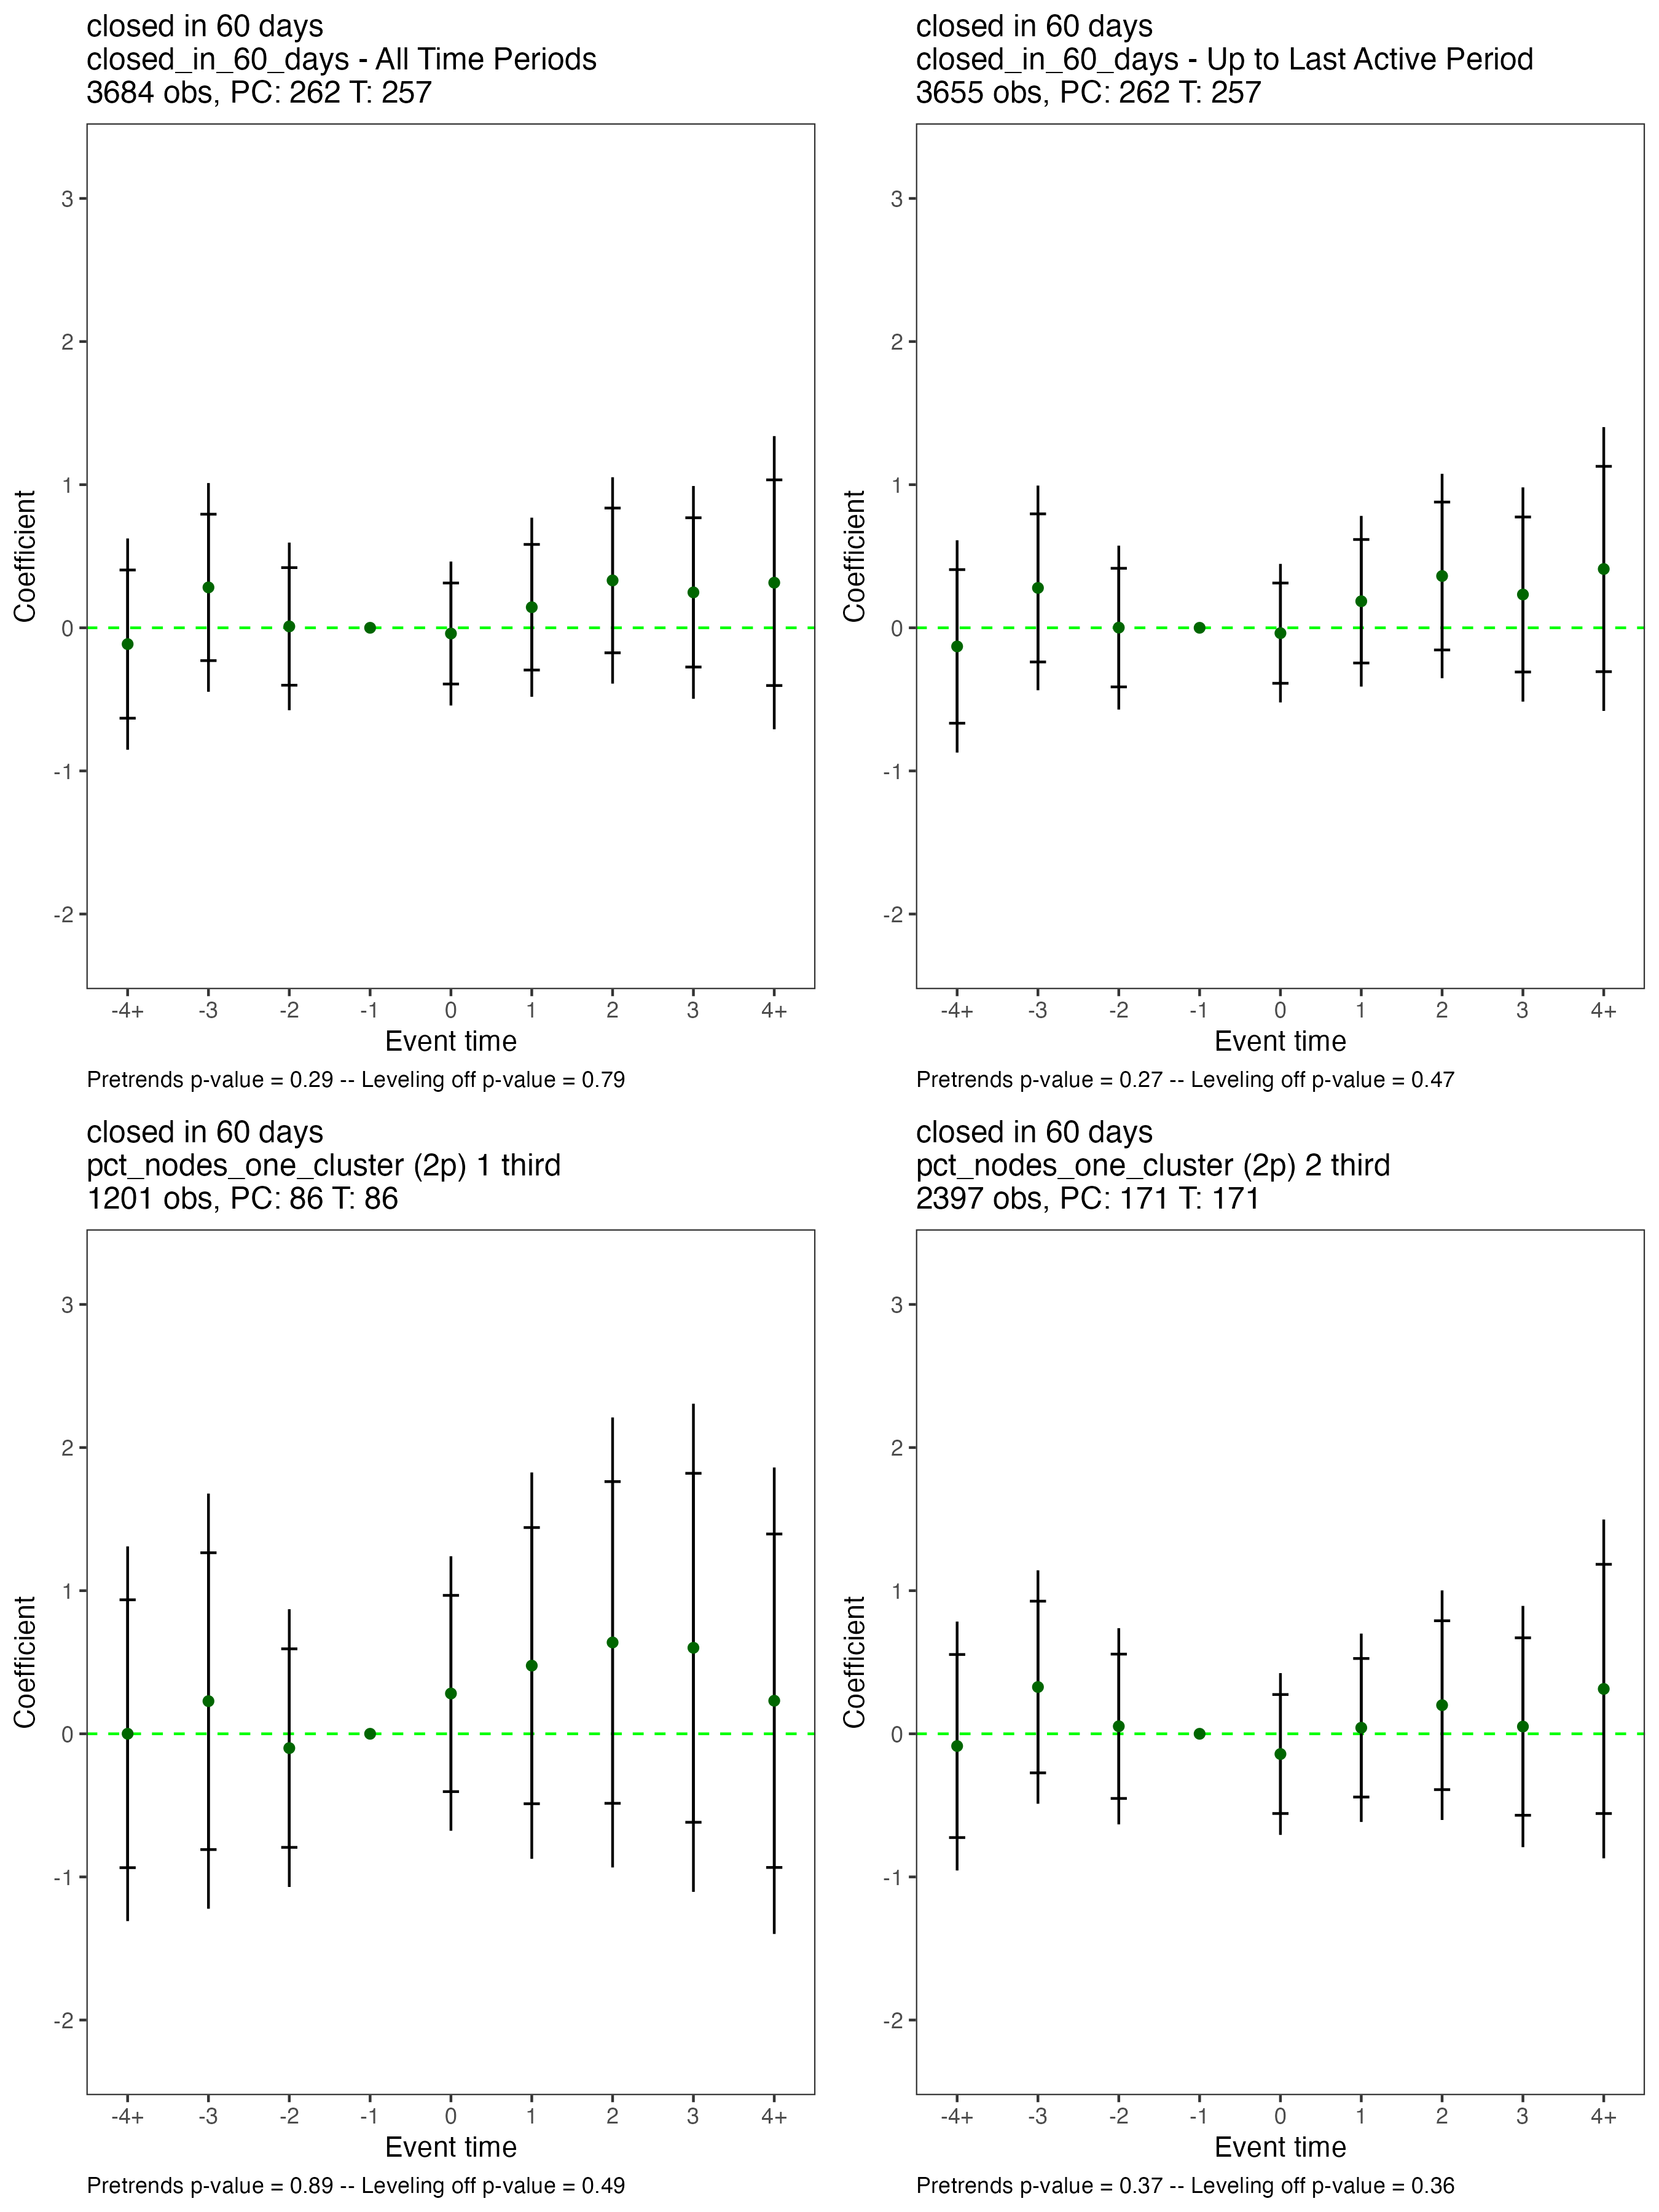 closed in 60 days
closed_in_60_days - All Time Periods
3684 obs, PC: 262 T: 257
3
2
1
0
-1
-2
Coefficient
-4+ -3 -2 -1 0 1 2 3 4+
Event time
Pretrends p-value = 0.29 -- Leveling off p-value = 0.79
closed in 60 days
closed_in_60_days - Up to Last Active Period
3655 obs, PC: 262 T: 257
3
2
1
0
-1
-2
Coefficient
-4+ -3 -2 -1 0 1 2 3 4+
Event time
Pretrends p-value = 0.27 -- Leveling off p-value = 0.47
closed in 60 days
pct_nodes_one_cluster (2p) 1 third
1201 obs, PC: 86 T: 86
3
2
1
0
-1
-2
Coefficient
-4+ -3 -2 -1 0 1 2 3 4+
Event time
Pretrends p-value = 0.89 -- Leveling off p-value = 0.49
closed in 60 days
pct_nodes_one_cluster (2p) 2 third
2397 obs, PC: 171 T: 171
3
2
1
0
-1
-2
Coefficient
-4+ -3 -2 -1 0 1 2 3 4+
Event time
Pretrends p-value = 0.37 -- Leveling off p-value = 0.36